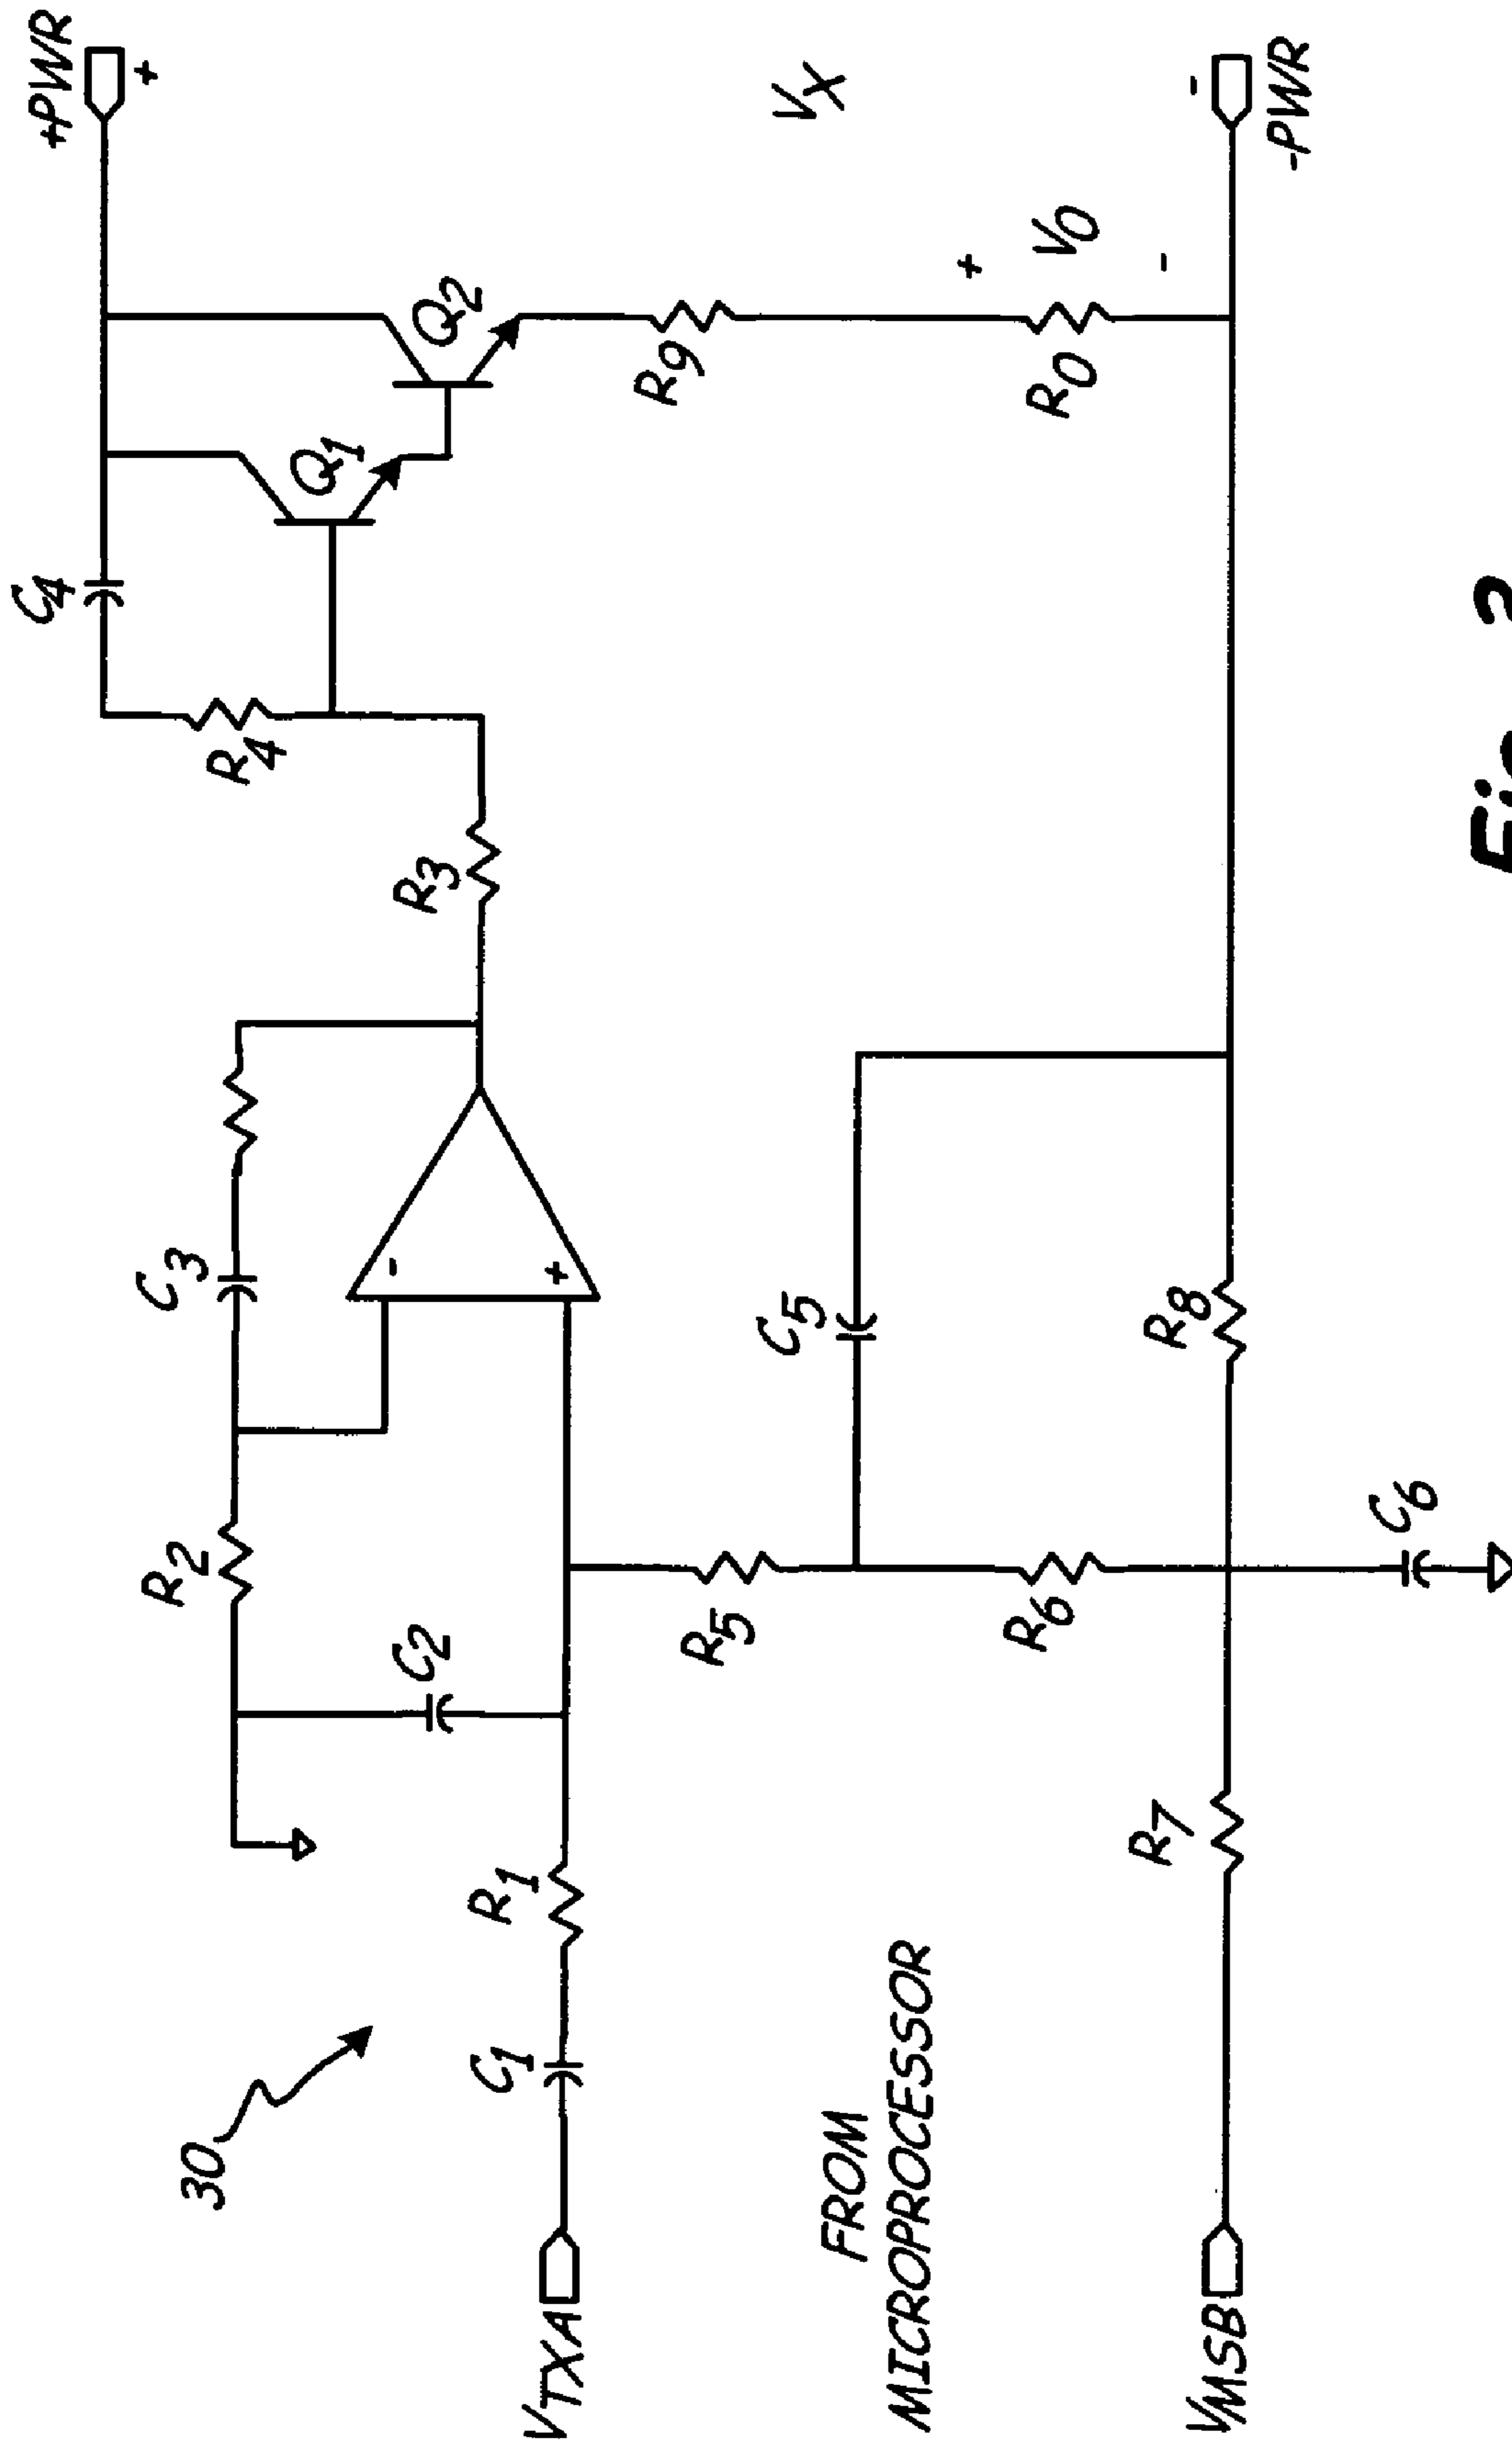 30
C4
+PWR
+
R2
C3
R4
Q1
Q2
C2
-
+
R3
VTXA
C1
R1
R9
VX
FROM
MICROPROCESSOR
R5
C5
+
VO
-
R6
R0
VMSB
R7
R8
-
-PWR
C6